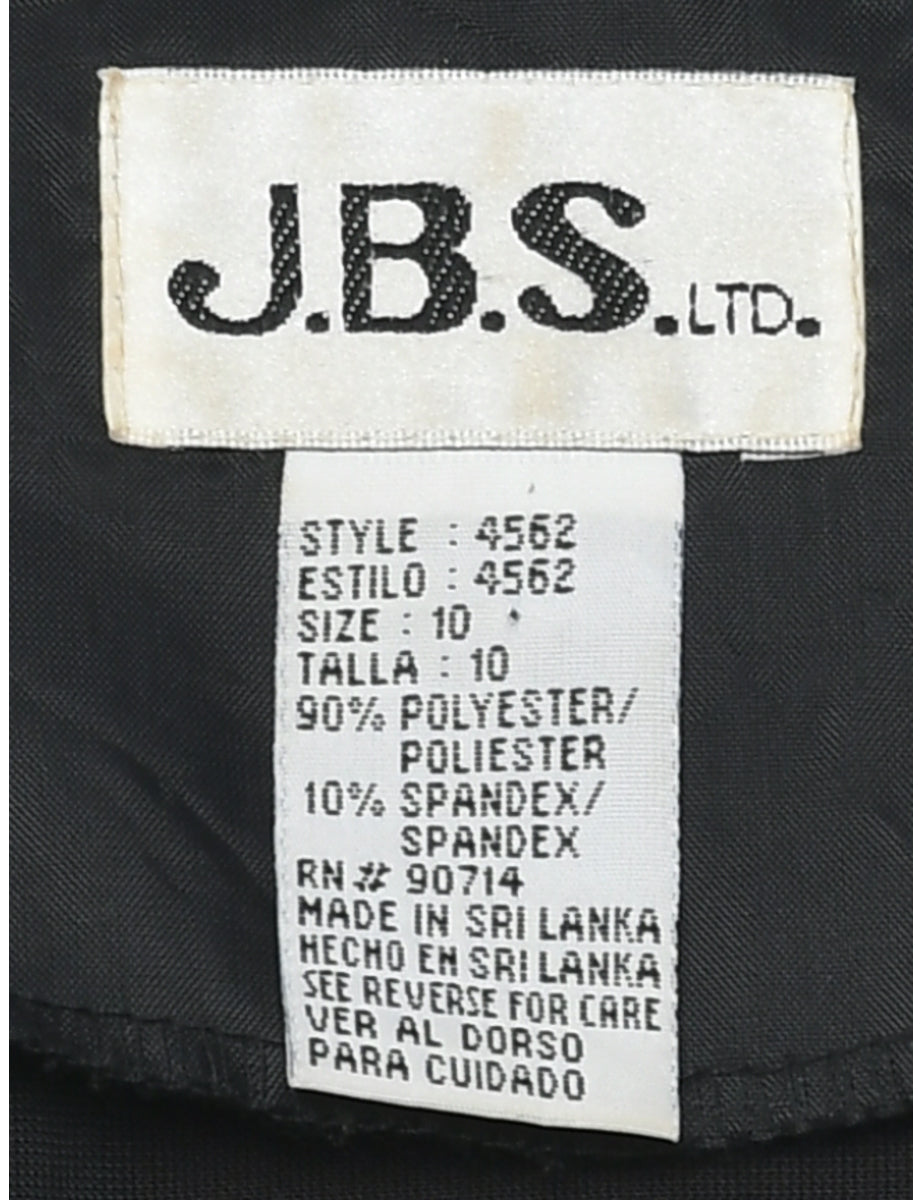 J.B.S.LTD.
STYLE : 4562
ESTILO : 4562
SIZE : 10
TALLA : 10
90% POLYESTER/
POLIESTER
10% SPANDEX/
SPANDEX
RN # 90714
MADE IN SRI LANKA
HECHO EN SRI LANKA
SEE REVERSE FOR CARE
VER AL DORSO
PARA CUIDADO